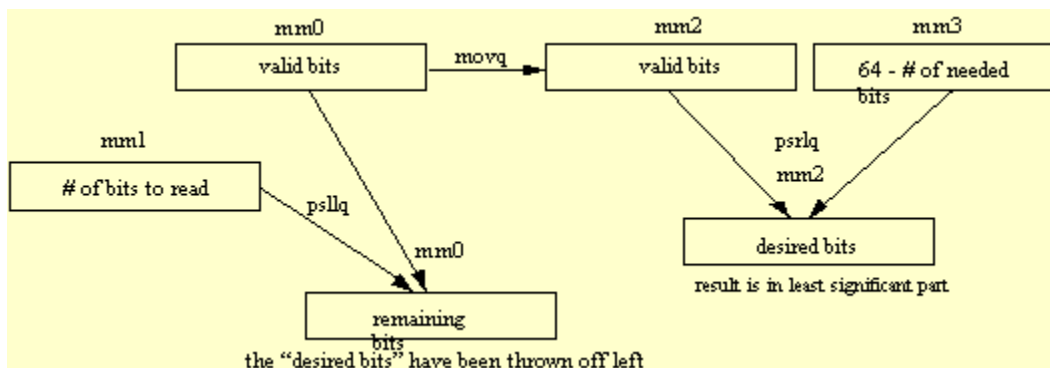 mm0
mm2
mm3
valid bits
movq
valid bits
64 - # of needed
bits
mm1
# of bits to read
psllq
psrlq
mm2
mm0
desired bits
result is in least significant part
remaining
bits
the “desired bits” have been thrown off left